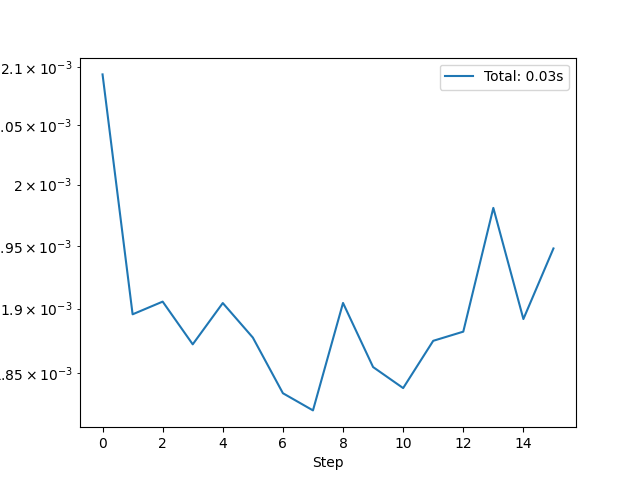 2.1 × 10⁻³
Total: 0.03s
.05 × 10⁻³
2 × 10⁻³
.95 × 10⁻³
1.9 × 10⁻³
.85 × 10⁻³
0 2 4 6 8 10 12 14
Step